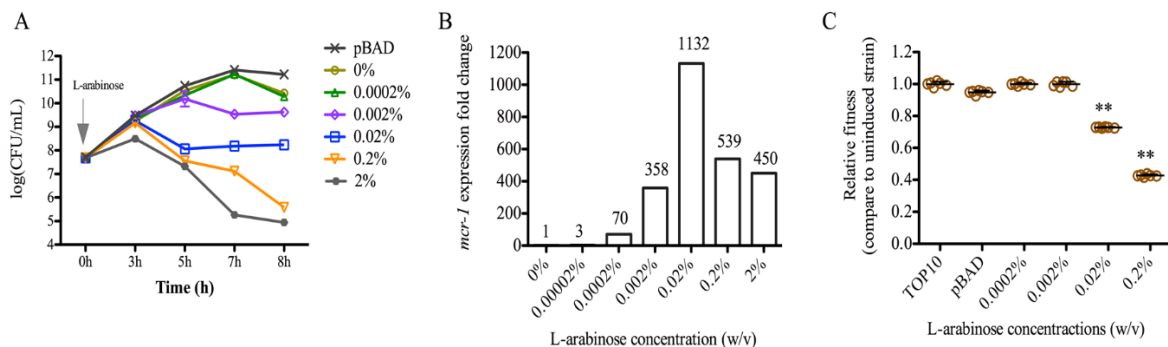 A
log(CFU/mL)
12
11
10
9
8
7
6
5
4
L-arabinose
0h
3h
5h
7h
8h
Time (h)
pBAD
0%
0.0002%
0.002%
0.02%
0.2%
2%
B
mcr-1 expression fold change
1200
1000
800
600
400
200
0
1
3
70
358
1132
539
450
0%
0.00002%
0.0002%
0.002%
0.02%
0.2%
2%
L-arabinose concentration (w/v)
C
Relative fitness
(compare to uninduced strain)
1.2
1.0
0.8
0.6
0.4
0.2
0.0
**
**
TOP10
pBAD
0.0002%
0.002%
0.02%
0.2%
L-arabinose concentractions (w/v)